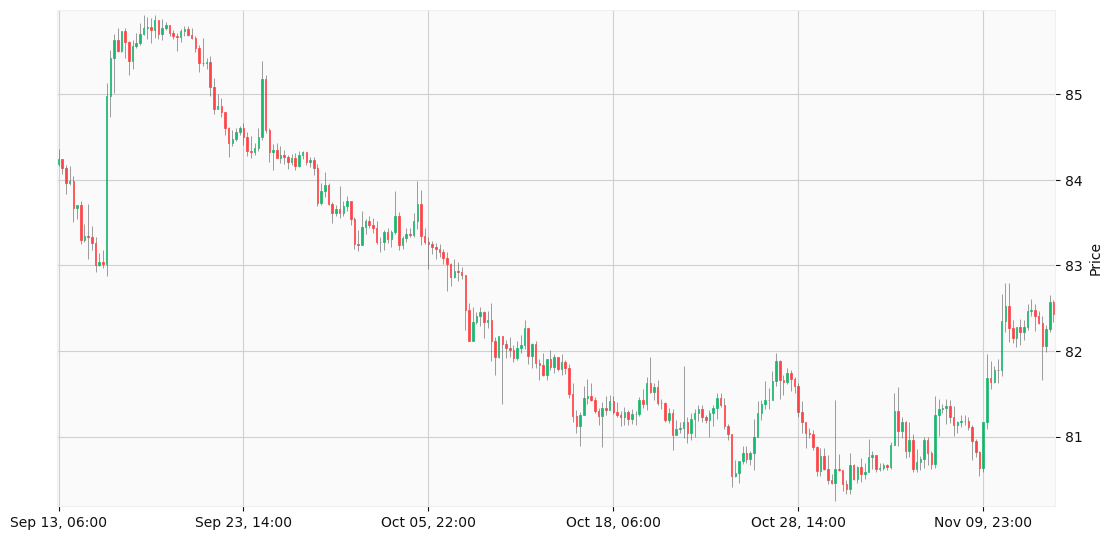 85
84
83
82
81
Price
Sep 13, 06:00
Sep 23, 14:00
Oct 05, 22:00
Oct 18, 06:00
Oct 28, 14:00
Nov 09, 23:00